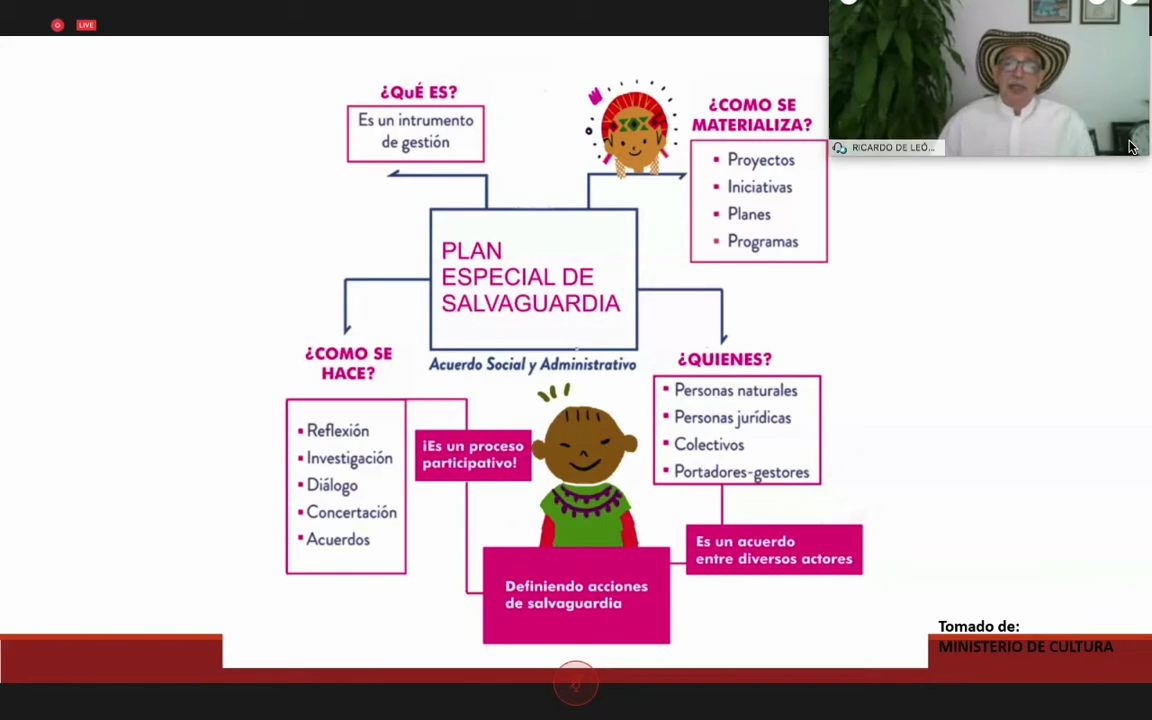 LIVE
RICARDO DE LEÓ...
¿QuÉ ES?
Es un intrumento
de gestión
¿COMO SE
MATERIALIZA?
▪ Proyectos
▪ Iniciativas
▪ Planes
▪ Programas
PLAN
ESPECIAL DE
SALVAGUARDIA
Acuerdo Social y Administrativo
¿COMO SE
HACE?
▪ Reflexión
▪ Investigación
▪ Diálogo
▪ Concertación
▪ Acuerdos
¡Es un proceso
participativo!
¿QUIENES?
▪ Personas naturales
▪ Personas jurídicas
▪ Colectivos
▪ Portadores-gestores
Es un acuerdo
entre diversos actores
Definiendo acciones
de salvaguardia
Tomado de:
MINISTERIO DE CULTURA